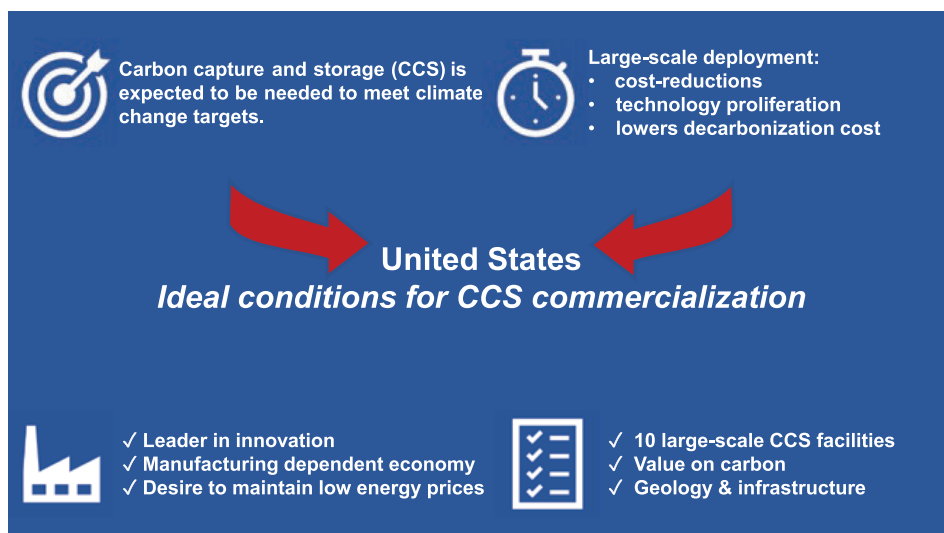 Carbon capture and storage (CCS) is
expected to be needed to meet climate
change targets.
Large-scale deployment:
• cost-reductions
• technology proliferation
• lowers decarbonization cost
United States
Ideal conditions for CCS commercialization
✓ Leader in innovation
✓ Manufacturing dependent economy
✓ Desire to maintain low energy prices
✓ 10 large-scale CCS facilities
✓ Value on carbon
✓ Geology & infrastructure